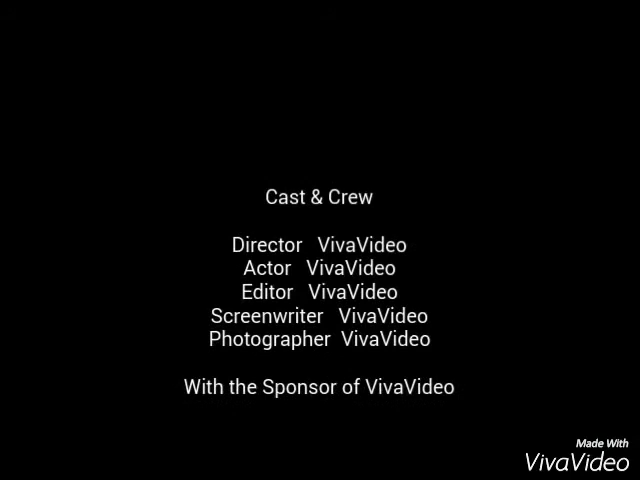 Cast & Crew
Director VivaVideo
Actor VivaVideo
Editor VivaVideo
Screenwriter VivaVideo
Photographer VivaVideo
With the Sponsor of VivaVideo
Made With
VivaVideo